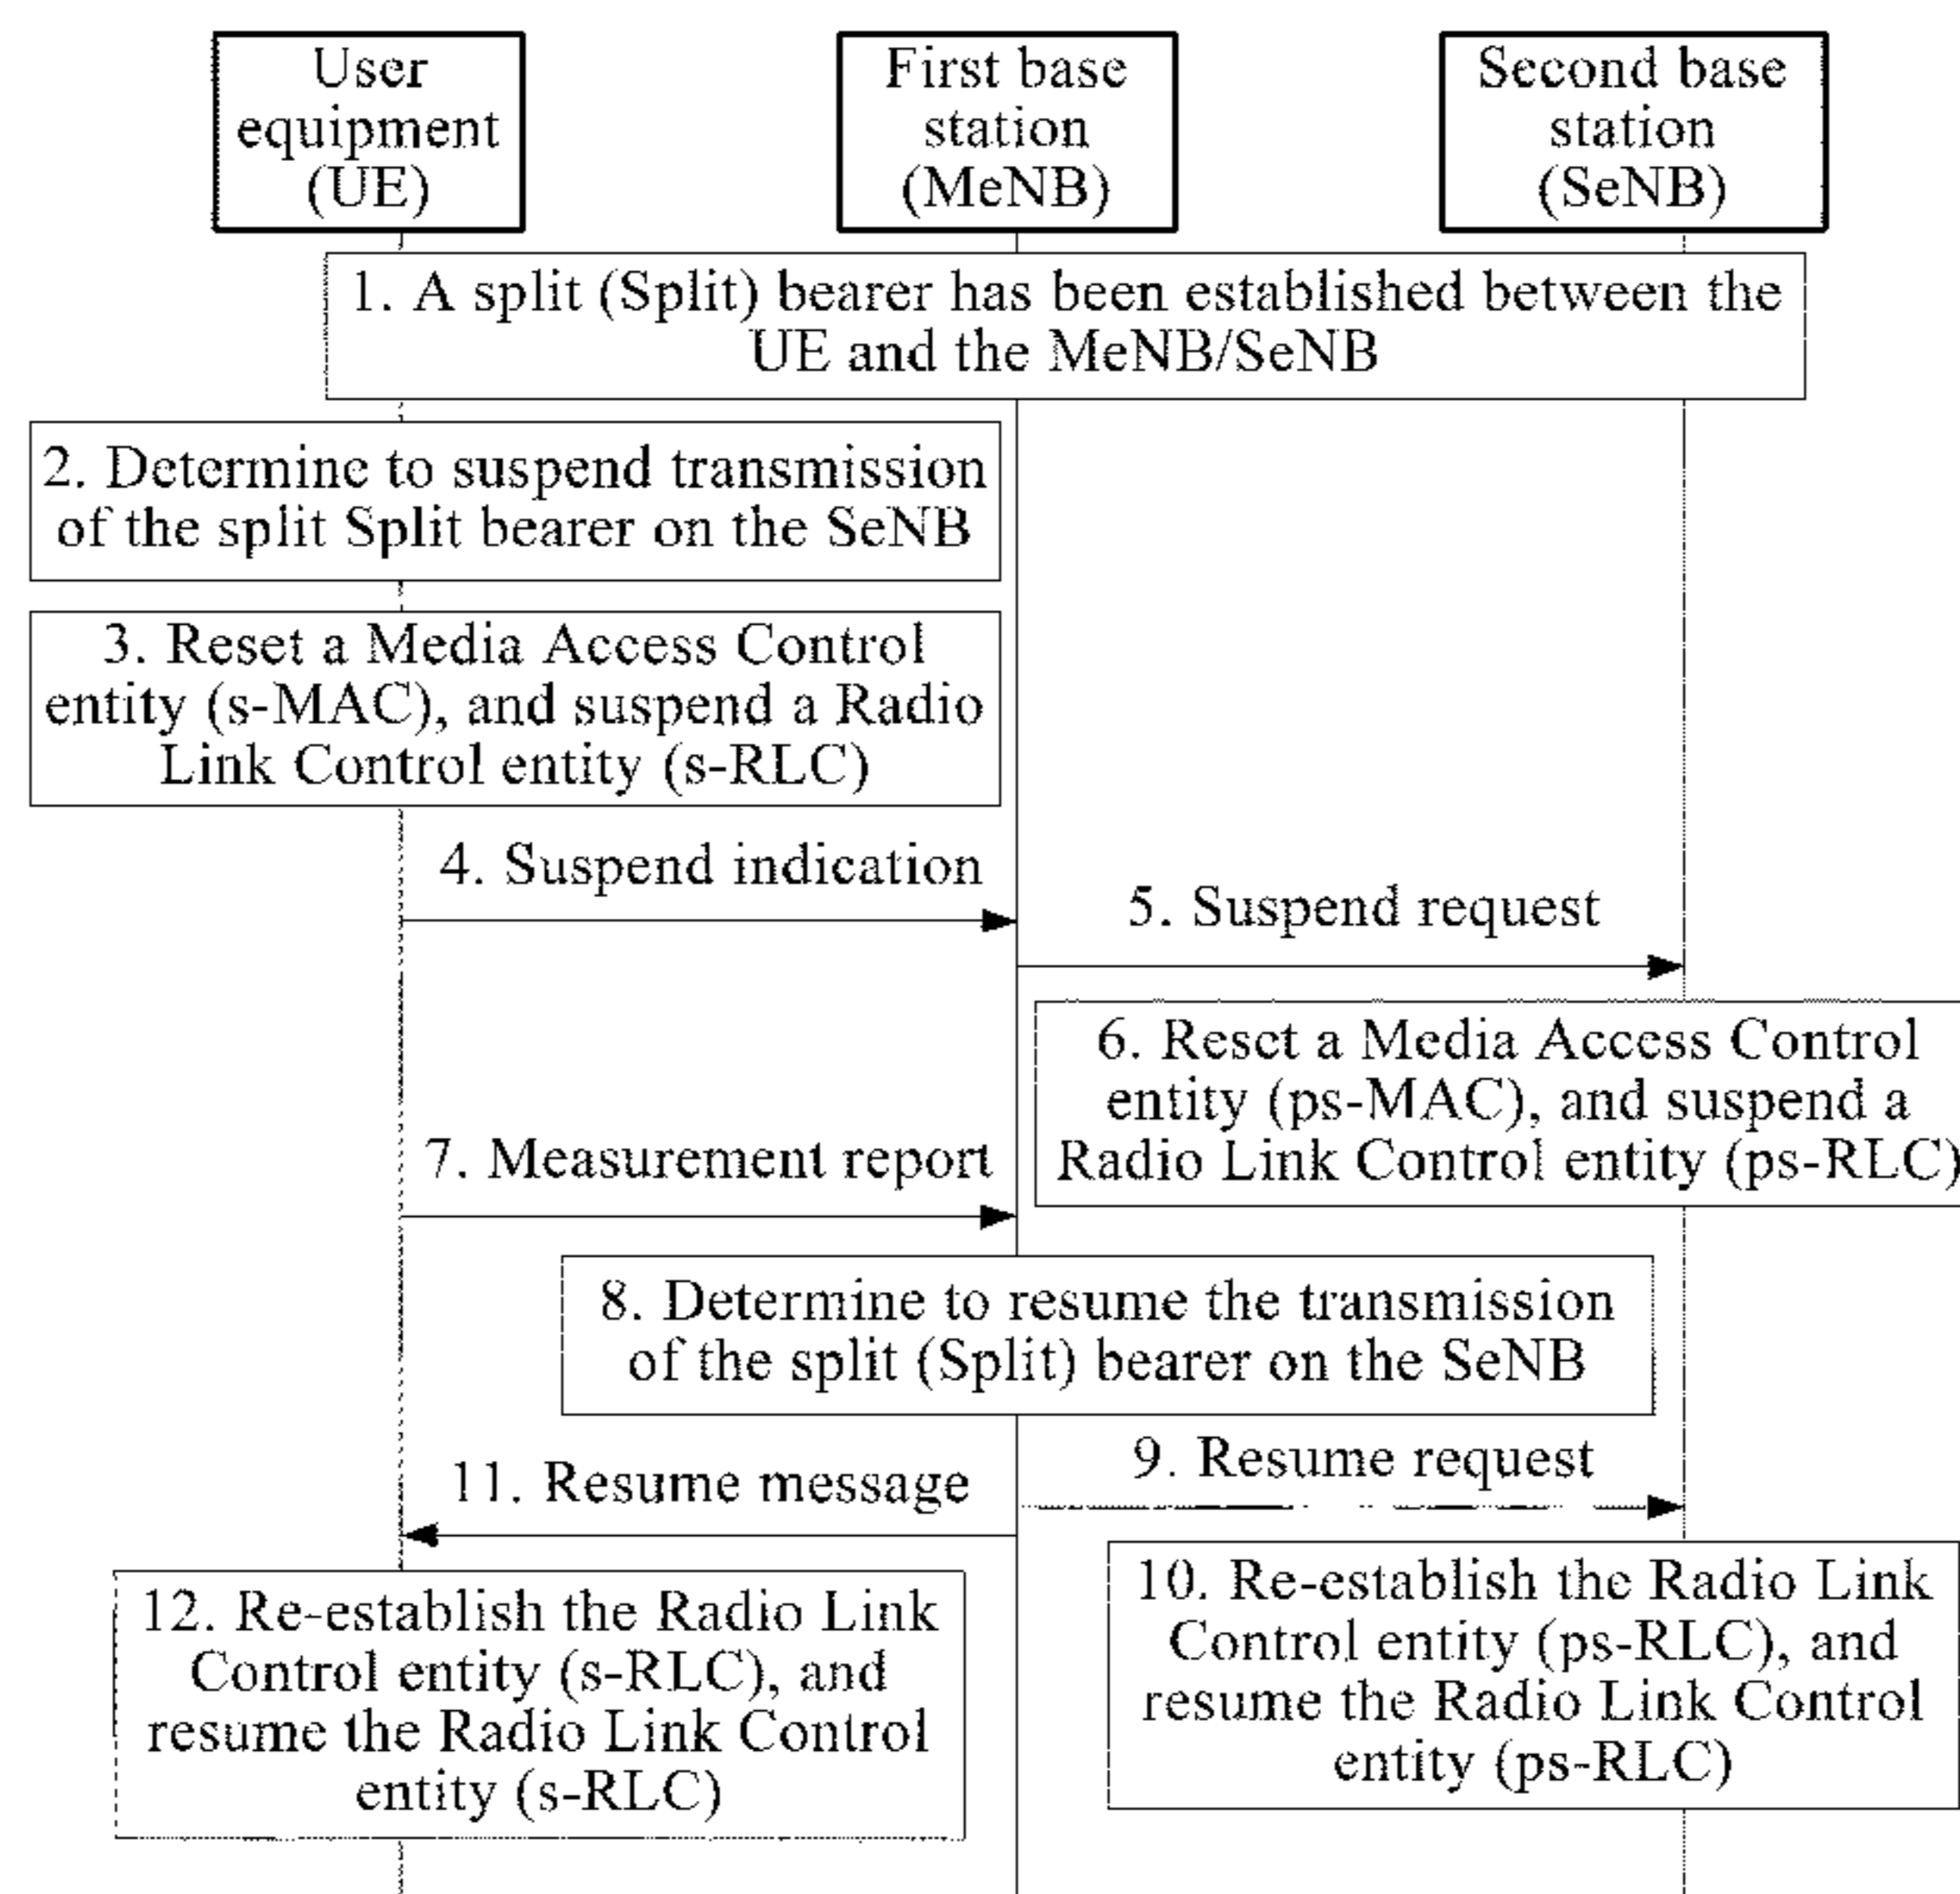 User
equipment
(UE)
First base
station
(MeNB)
Second base
station
(SeNB)
1. A split (Split) bearer has been established between the
UE and the MeNB/SeNB
2. Determine to suspend transmission
of the split Split bearer on the SeNB
3. Reset a Media Access Control
entity (s-MAC), and suspend a Radio
Link Control entity (s-RLC)
4. Suspend indication
5. Suspend request
6. Reset a Media Access Control
entity (ps-MAC), and suspend a
Radio Link Control entity (ps-RLC)
7. Measurement report
8. Determine to resume the transmission
of the split (Split) bearer on the SeNB
9. Resume request
11. Resume message
10. Re-establish the Radio Link
Control entity (ps-RLC), and
resume the Radio Link Control
entity (ps-RLC)
12. Re-establish the Radio Link
Control entity (s-RLC), and
resume the Radio Link Control
entity (s-RLC)